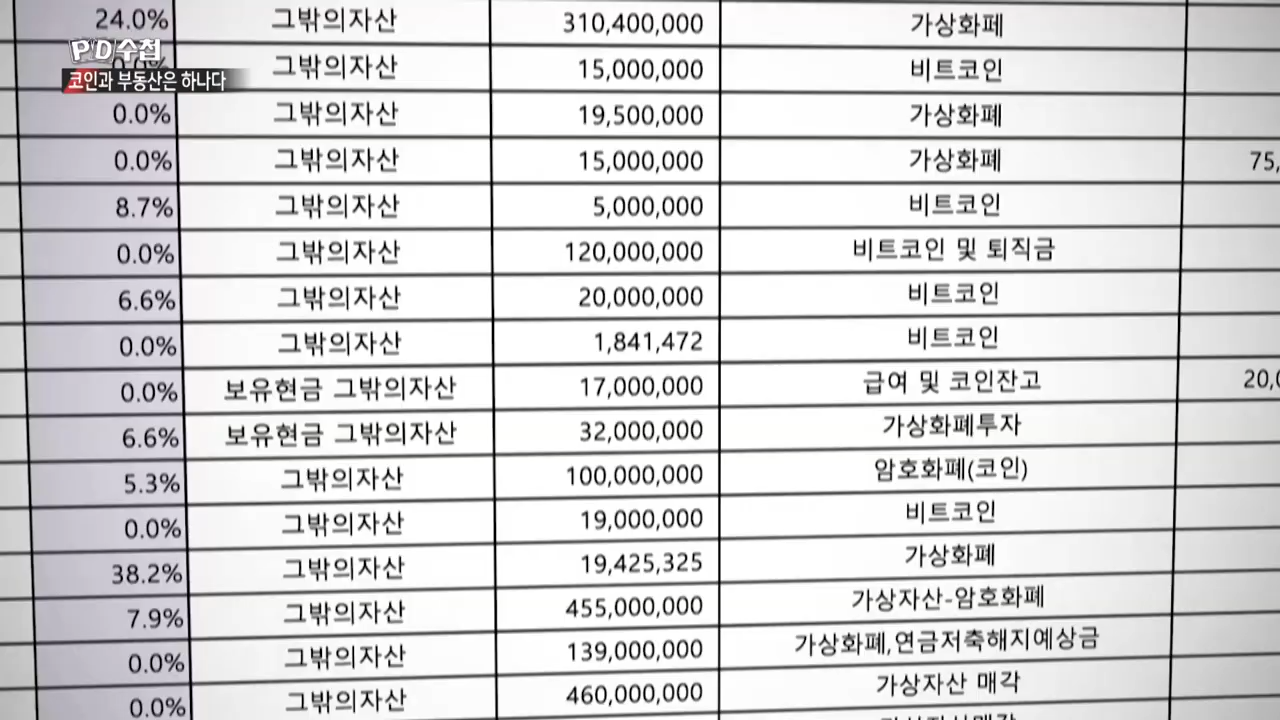 24.0% 그밖의자산 310,400,000 가상화폐
PD수첩
그밖의자산 15,000,000 비트코인
코인과 부동산은 하나다
0.0% 그밖의자산 19,500,000 가상화폐
0.0% 그밖의자산 15,000,000 가상화폐 75,
8.7% 그밖의자산 5,000,000 비트코인
0.0% 그밖의자산 120,000,000 비트코인 및 퇴직금
6.6% 그밖의자산 20,000,000 비트코인
0.0% 그밖의자산 1,841,472 비트코인
0.0% 보유현금 그밖의자산 17,000,000 급여 및 코인잔고 20,0
6.6% 보유현금 그밖의자산 32,000,000 가상화폐투자
5.3% 그밖의자산 100,000,000 암호화폐(코인)
0.0% 그밖의자산 19,000,000 비트코인
38.2% 그밖의자산 19,425,325 가상화폐
7.9% 그밖의자산 455,000,000 가상자산-암호화폐
0.0% 그밖의자산 139,000,000 가상화폐,연금저축해지예상금
0.0% 그밖의자산 460,000,000 가상자산 매각